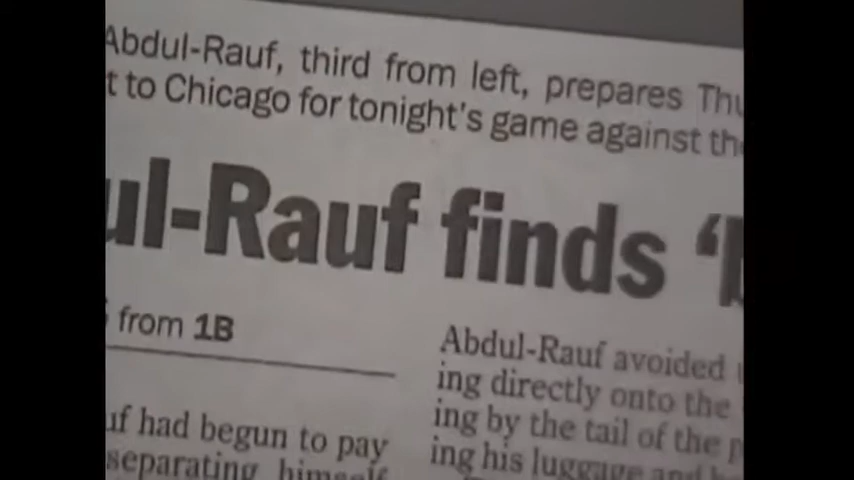 Abdul-Rauf, third from left, prepares Thu
t to Chicago for tonight's game against the
ul-Rauf finds '
from 1B
Abdul-Rauf avoided
ing directly onto the
ing by the tail of the
ing his luggage and
uf had begun to pay
separating himself